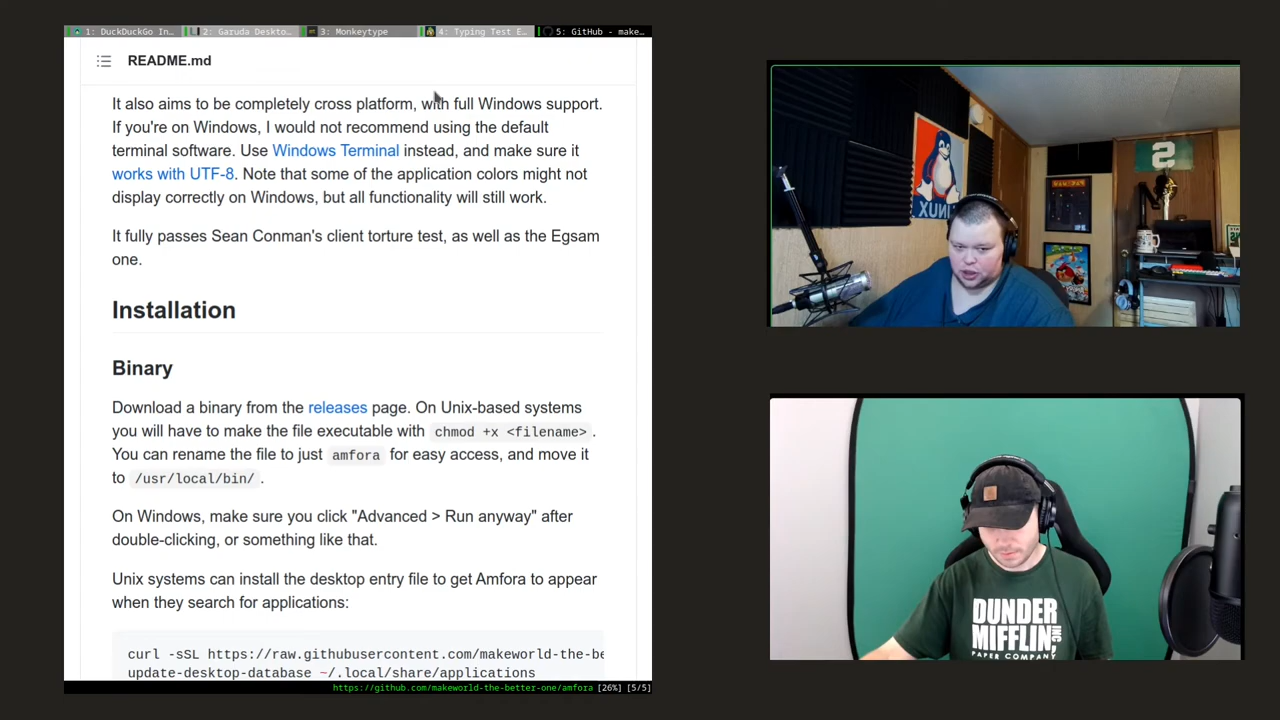 1: DuckDuckGo In... 2: Garuda Deskto... 3: Monkeytype 4: Typing Test E... 5: GitHub - make...
README.md
It also aims to be completely cross platform, with full Windows support.
If you're on Windows, I would not recommend using the default
terminal software. Use Windows Terminal instead, and make sure it
works with UTF-8. Note that some of the application colors might not
display correctly on Windows, but all functionality will still work.
It fully passes Sean Conman's client torture test, as well as the Egsam
one.
Installation
Binary
Download a binary from the releases page. On Unix-based systems
you will have to make the file executable with chmod +x <filename>.
You can rename the file to just amfora for easy access, and move it
to /usr/local/bin/.
On Windows, make sure you click "Advanced > Run anyway" after
double-clicking, or something like that.
Unix systems can install the desktop entry file to get Amfora to appear
when they search for applications:
curl -sSL https://raw.githubusercontent.com/makeworld-the-be
update-desktop-database ~/.local/share/applications
https://github.com/makeworld-the-better-one/amfora [26%] [5/5]
LINUX
S
DUNDER
MIFFLIN INC
PAPER COMPANY